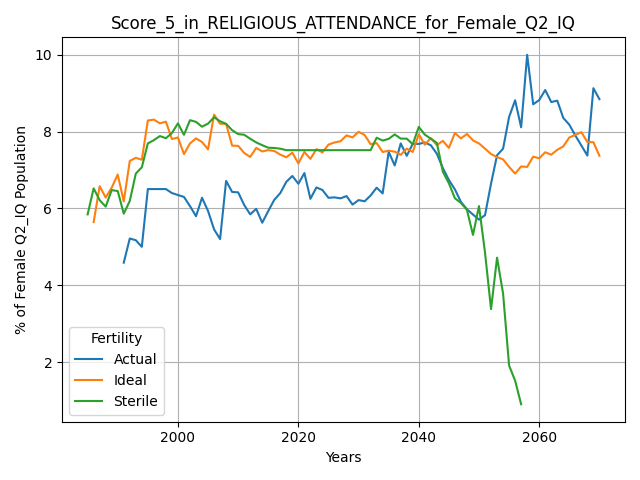 Score_5_in_RELIGIOUS_ATTENDANCE_for_Female_Q2_IQ
% of Female Q2_IQ Population
10
8
6
4
2
Fertility
Actual
Ideal
Sterile
2000
2020
2040
2060
Years